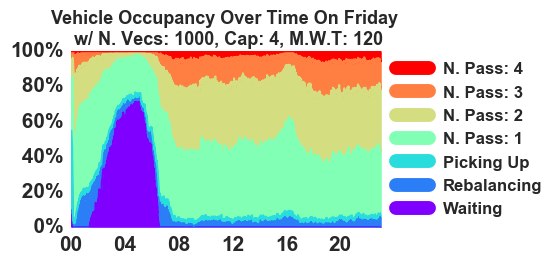 Vehicle Occupancy Over Time On Friday
w/ N. Vecs: 1000, Cap: 4, M.W.T: 120
100%
80%
60%
40%
20%
0%
00 04 08 12 16 20
N. Pass: 4
N. Pass: 3
N. Pass: 2
N. Pass: 1
Picking Up
Rebalancing
Waiting